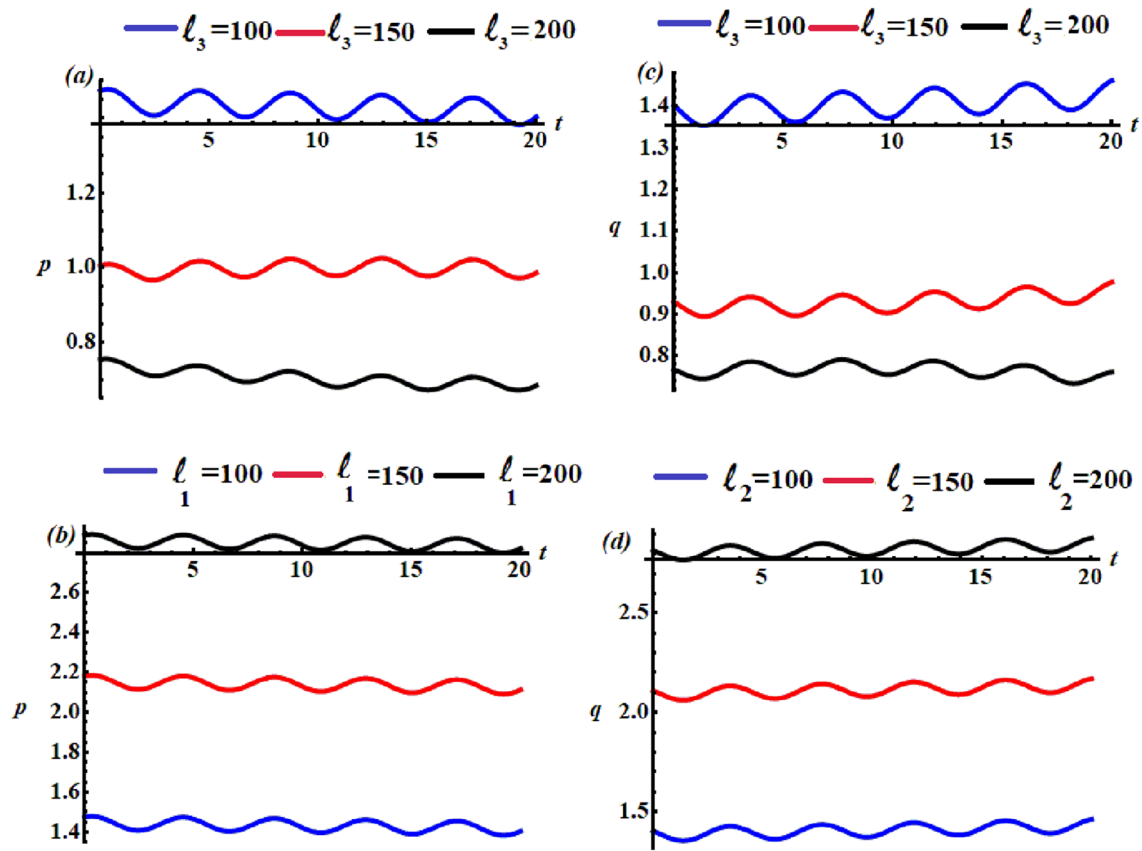 ℓ₃=100 ℓ₃=150 ℓ₃=200
(a)
5 10 15 20 t
1.2
p 1.0
0.8
ℓ₃=100 ℓ₃=150 ℓ₃=200
(c)
1.4
5 10 15 20 t
1.3
1.2
q 1.1
1.0
0.9
0.8
ℓ₁=100 ℓ₁=150 ℓ₁=200
(b)
5 10 15 20 t
2.6
2.4
2.2
p 2.0
1.8
1.6
1.4
ℓ₂=100 ℓ₂=150 ℓ₂=200
(d)
5 10 15 20 t
2.5
q 2.0
1.5